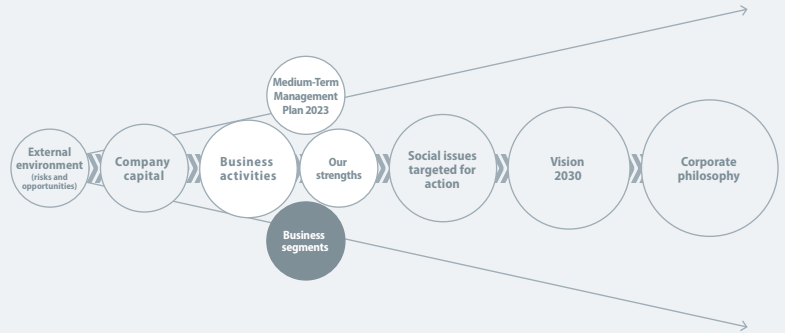 External
environment
(risks and
opportunities)
Company
capital
Business
activities
Medium-Term
Management
Plan 2023
Our
strengths
Business
segments
Social issues
targeted for
action
Vision
2030
Corporate
philosophy